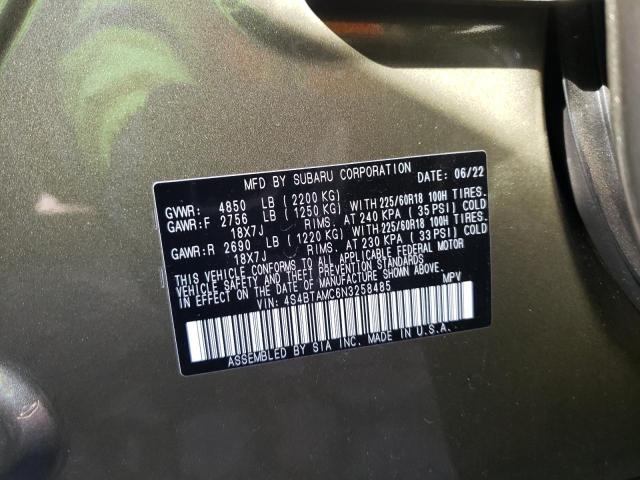 MFD BY SUBARU CORPORATION DATE: 06/22
GVWR: 4850 LB (2200 KG)
GAWR:F 2756 LB (1250 KG) WITH 225/60R18 100H TIRES.
18X7J RIMS. AT 240 KPA (35 PSI) COLD
GAWR:R 2690 LB (1220 KG) WITH 225/60R18 100H TIRES.
18X7J RIMS. AT 230 KPA (33 PSI) COLD
THIS VEHICLE CONFORMS TO ALL APPLICABLE FEDERAL MOTOR
VEHICLE SAFETY AND THEFT PREVENTION STANDARDS
IN EFFECT ON THE DATE OF MANUFACTURE SHOWN ABOVE.
VIN: 4S4BTAMC6N3258485 MPV
ASSEMBLED BY SIA INC. MADE IN U.S.A.